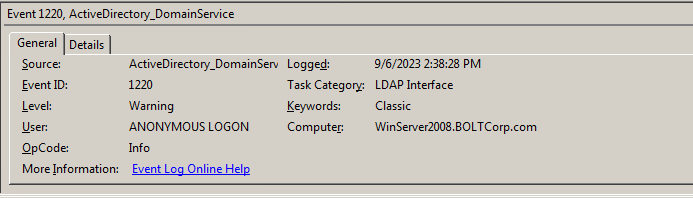 Event 1220, ActiveDirectory_DomainService
General Details
Source: ActiveDirectory_DomainServ Logged: 9/6/2023 2:38:28 PM
Event ID: 1220 Task Category: LDAP Interface
Level: Warning Keywords: Classic
User: ANONYMOUS LOGON Computer: WinServer2008.BOLTCorp.com
OpCode: Info
More Information: Event Log Online Help